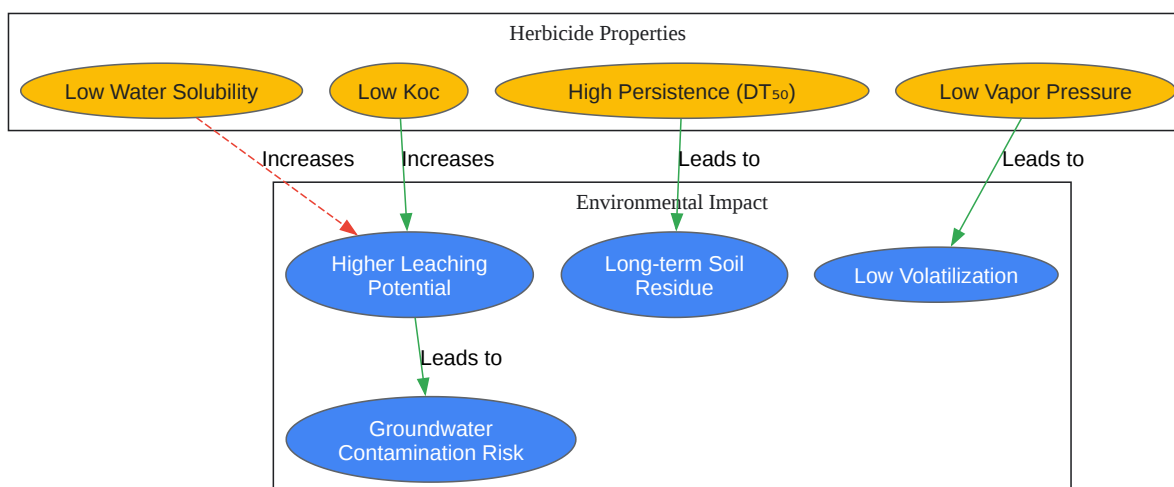 Herbicide Properties
Low Water Solubility
Low Koc
High Persistence (DT₅₀)
Low Vapor Pressure
Increases
Increases
Leads to
Leads to
Environmental Impact
Higher Leaching
Potential
Long-term Soil
Residue
Low Volatilization
Leads to
Groundwater
Contamination Risk